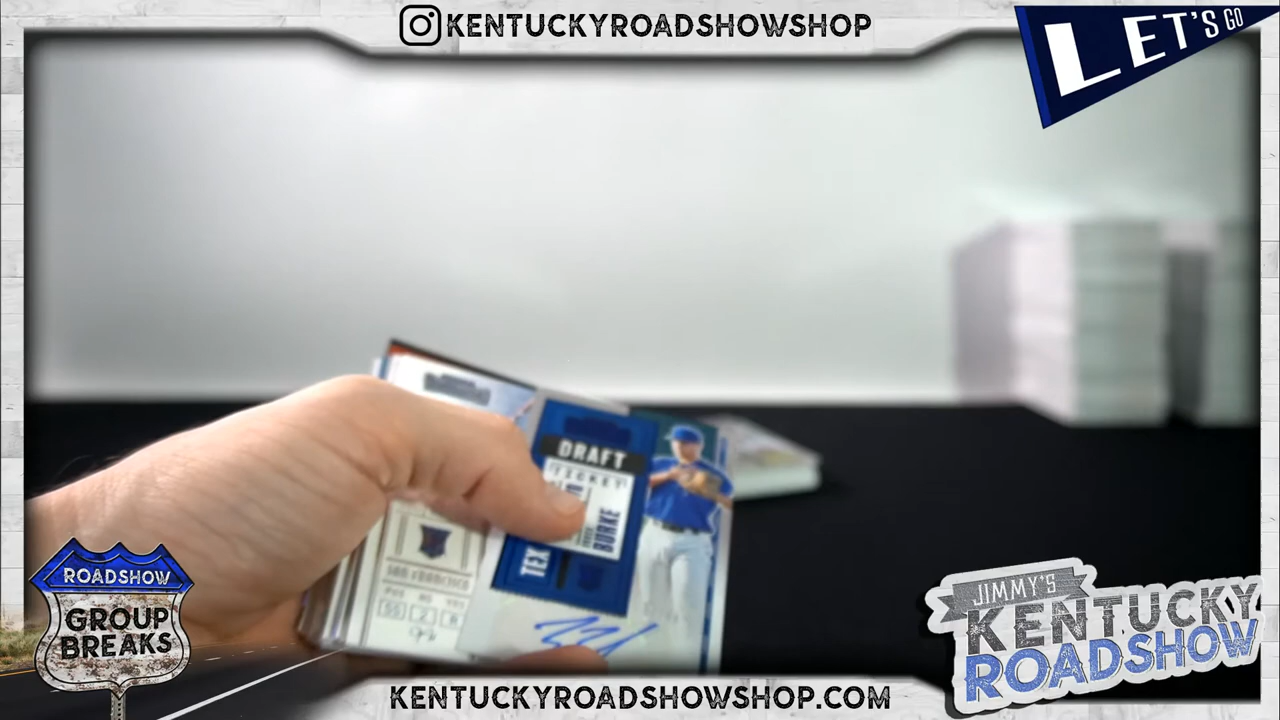 KENTUCKYROADSHOWSHOP
LET'S GO
DRAFT
TICKET
BURKE
TEX
SAN FRANCISCO
ROADSHOW
GROUP
BREAKS
JIMMY'S
KENTUCKY
ROADSHOW
KENTUCKYROADSHOWSHOP.COM